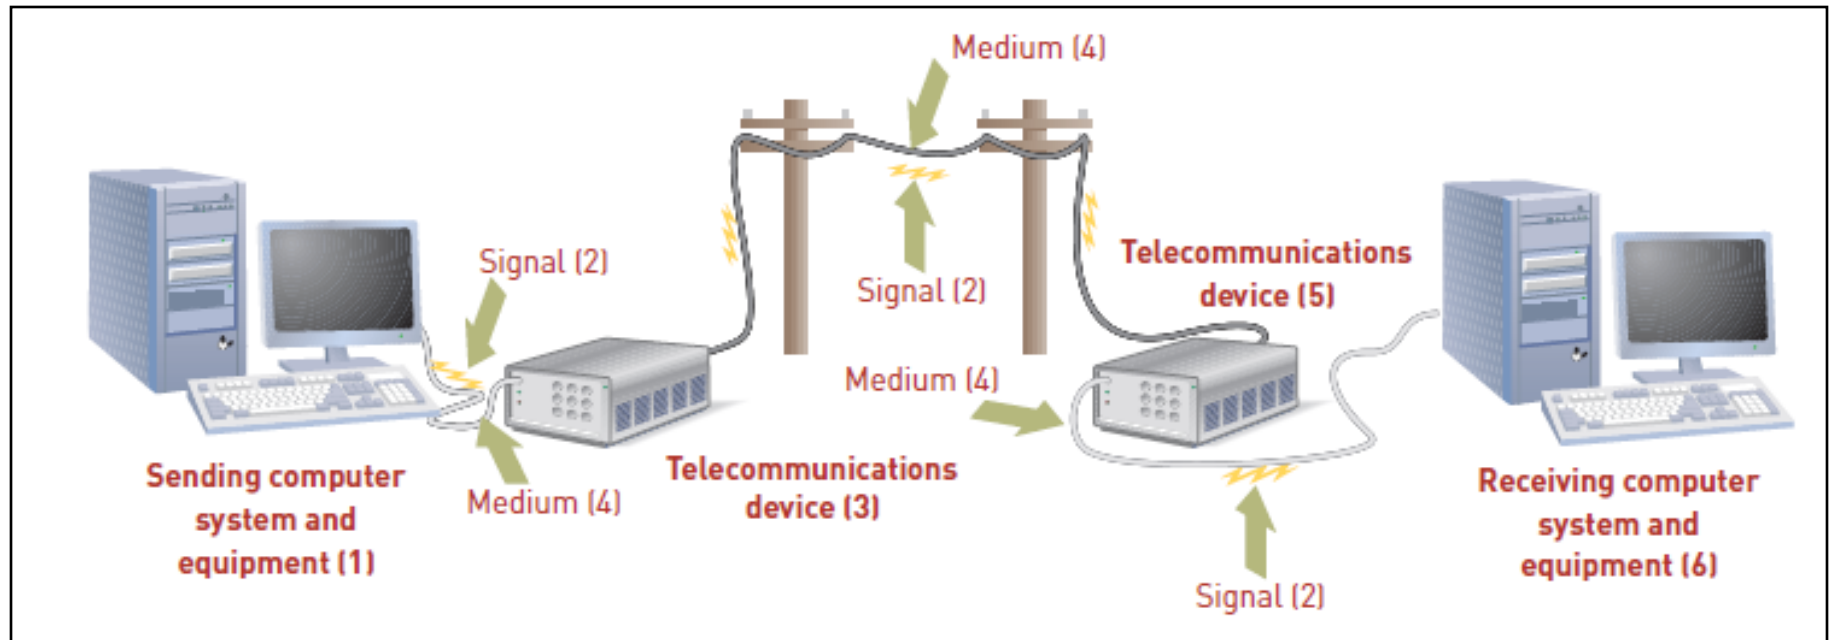 Medium (4)
Signal (2)
Signal (2)
Telecommunications
device (5)
Medium (4)
Sending computer
system and
equipment (1)
Medium (4)
Telecommunications
device (3)
Receiving computer
system and
equipment (6)
Signal (2)